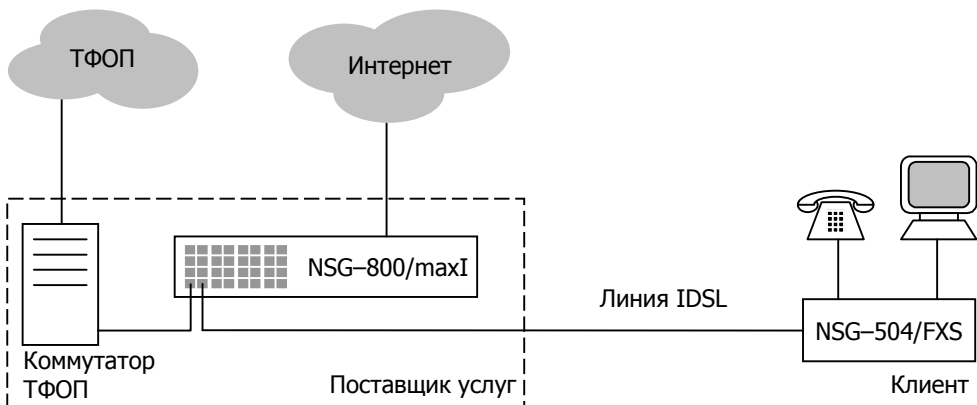 ТФОП
Интернет
NSG–800/maxI
Линия IDSL
NSG–504/FXS
Коммутатор
ТФОП
Поставщик услуг
Клиент